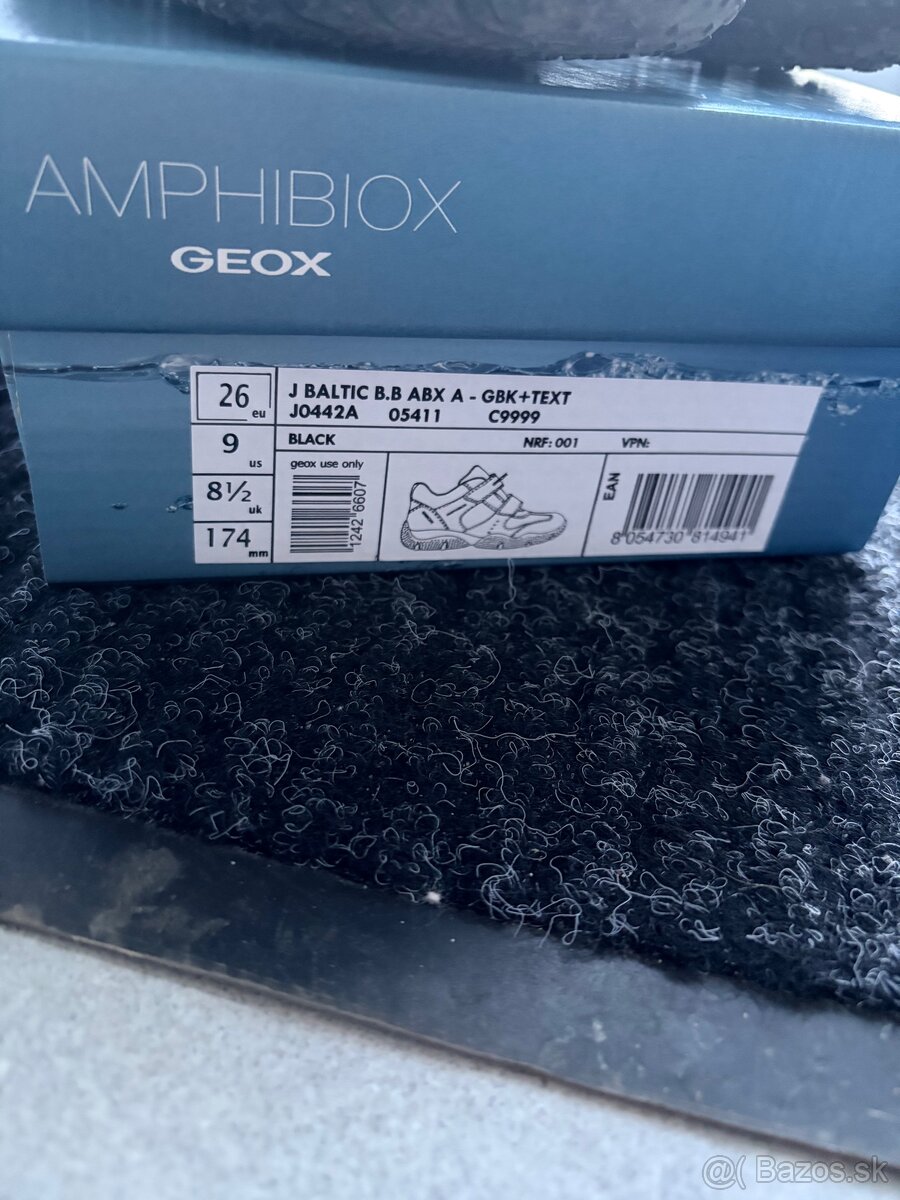 AMPHIBIOX
GEOX
26 eu
9 us
8½ uk
174 mm
J BALTIC B.B ABX A - GBK+TEXT
J0442A 05411 C9999
BLACK NRF: 001 VPN:
geox use only
1242 6607
EAN
8 054730 814941
@( Bazos.sk